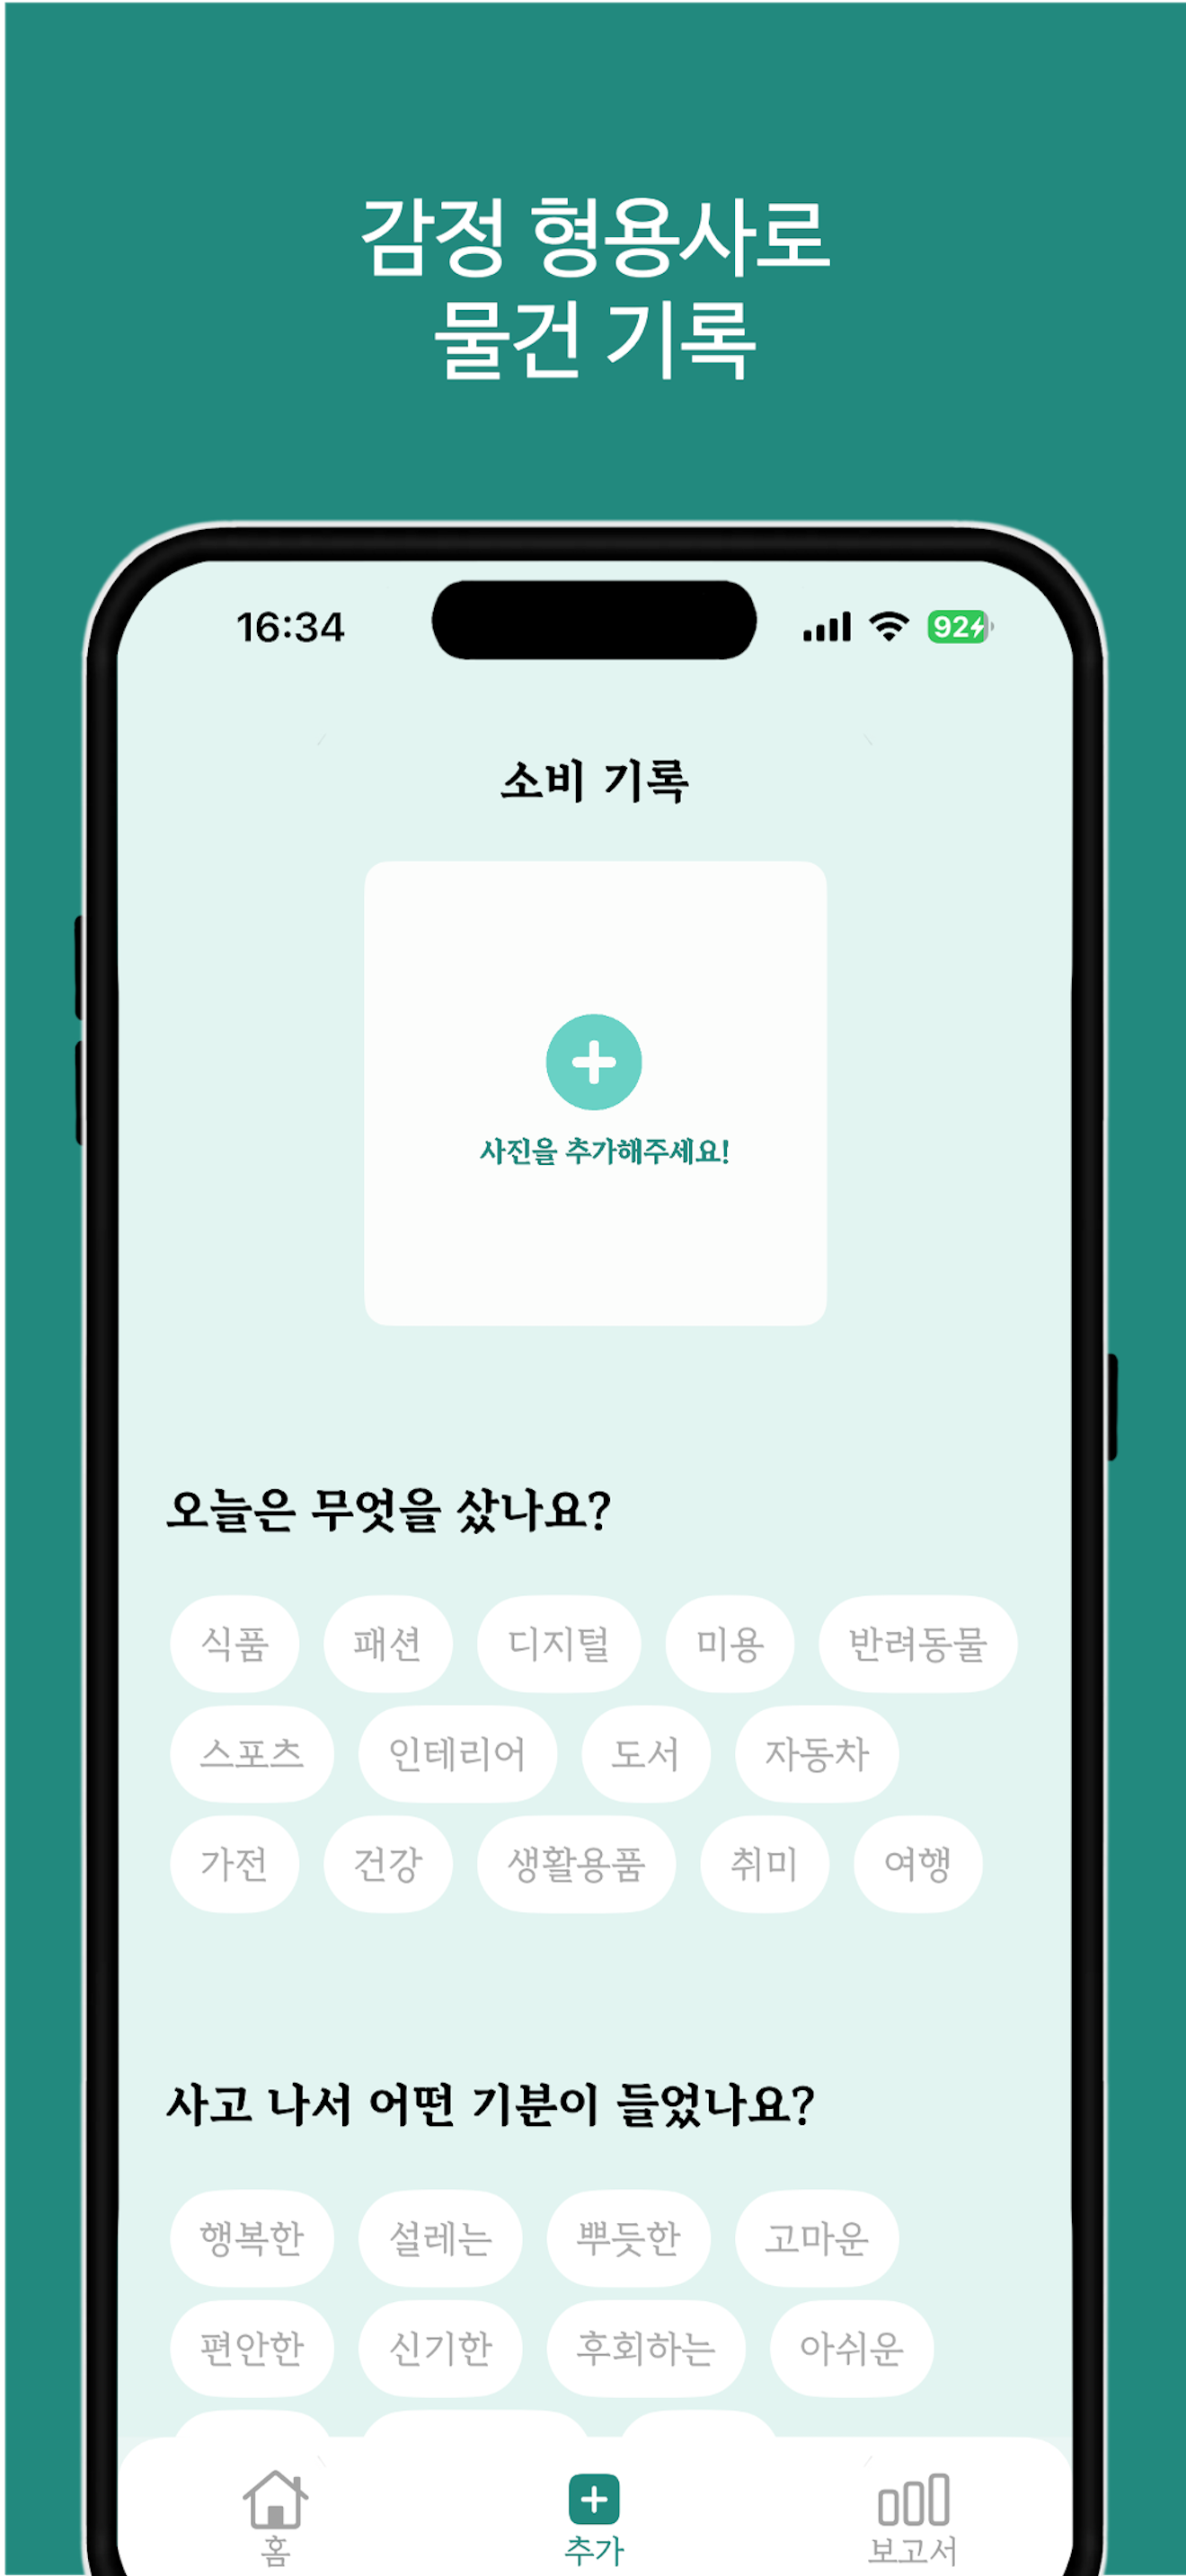 감정 형용사로
물건 기록
16:34
92
소비 기록
사진을 추가해주세요!
오늘은 무엇을 샀나요?
식품 패션 디지털 미용 반려동물
스포츠 인테리어 도서 자동차
가전 건강 생활용품 취미 여행
사고 나서 어떤 기분이 들었나요?
행복한 설레는 뿌듯한 고마운
편안한 신기한 후회하는 아쉬운
홈 추가 보고서